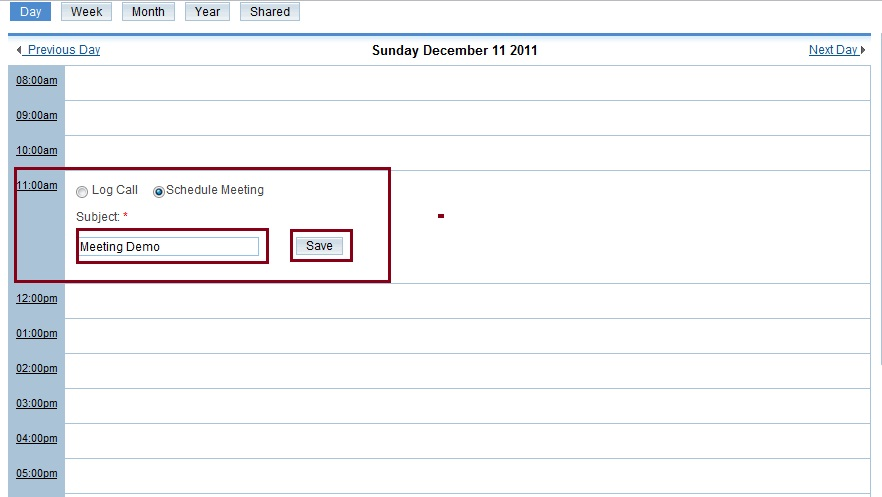 Day Week Month Year Shared
Previous Day Sunday December 11 2011 Next Day
08:00am
09:00am
10:00am
11:00am Log Call Schedule Meeting
Subject: *
Meeting Demo Save
12:00pm
01:00pm
02:00pm
03:00pm
04:00pm
05:00pm